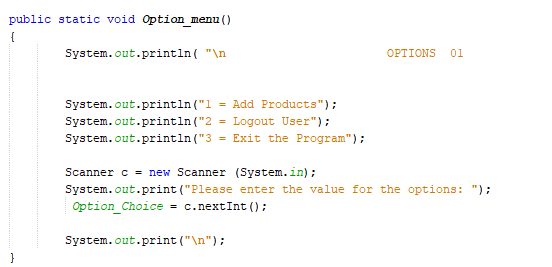 public static void Option_menu()
{
System.out.println( "\n OPTIONS 01
System.out.println("1 = Add Products");
System.out.println("2 = Logout User");
System.out.println("3 = Exit the Program");
Scanner c = new Scanner (System.in);
System.out.print("Please enter the value for the options: ");
Option_Choice = c.nextInt();
System.out.print("\n");
}